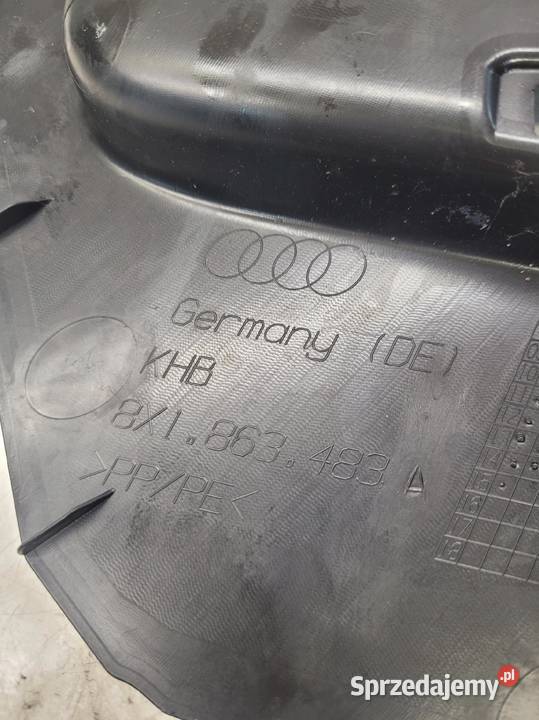 Germany (DE)
KHB
8X1.863.483 A
>PP/PE<
Sprzedajemy.pl